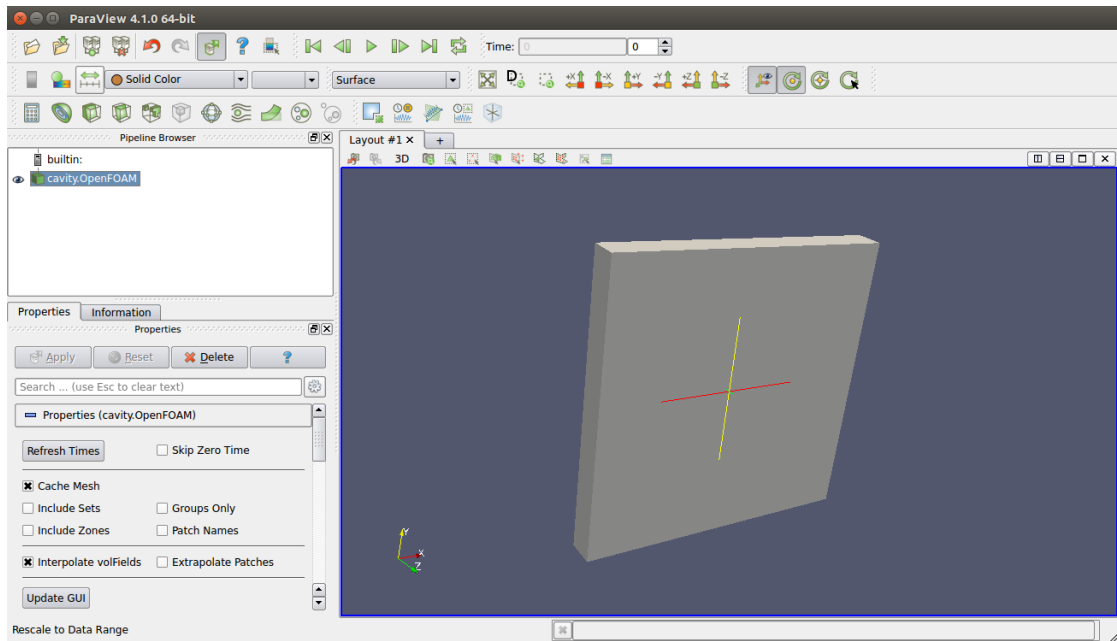 ParaView 4.1.0 64-bit
Time: 0 0
Solid Color Surface
+X -X +Y -Y +Z -Z
Pipeline Browser
Layout #1 +
builtin:
3D
cavity.OpenFOAM
Properties Information
Properties
Apply Reset Delete ?
Search ... (use Esc to clear text)
Properties (cavity.OpenFOAM)
Refresh Times Skip Zero Time
Cache Mesh
Include Sets Groups Only
Include Zones Patch Names
Interpolate volFields Extrapolate Patches
Update GUI
Y
X
Z
Rescale to Data Range